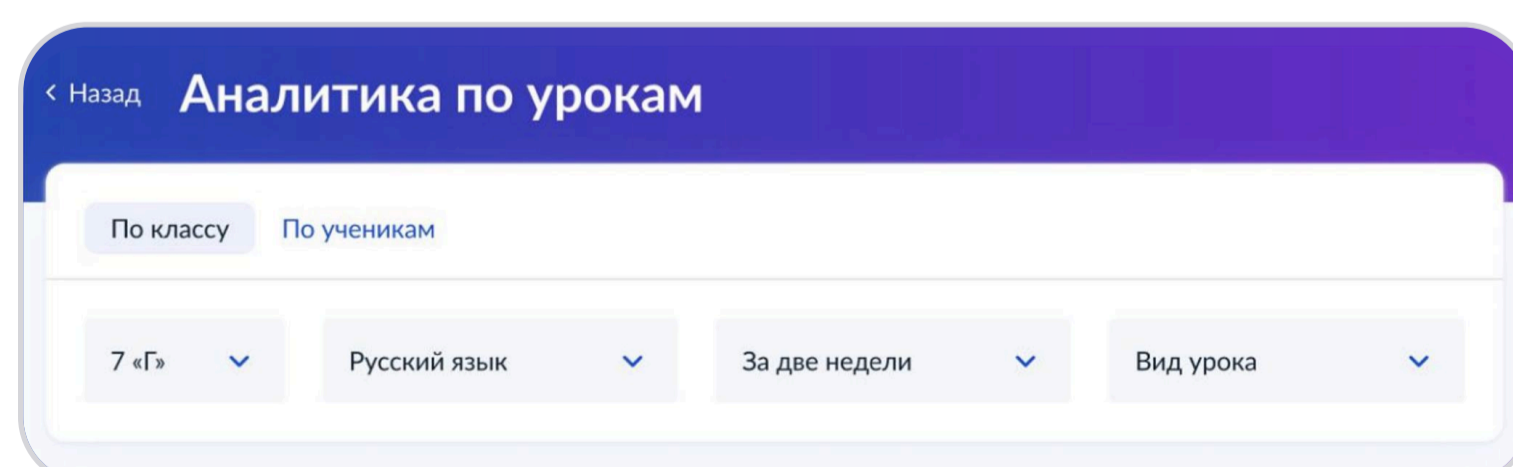 Назад Аналитика по урокам
По классу По ученикам
7 «Г» Русский язык За две недели Вид урока